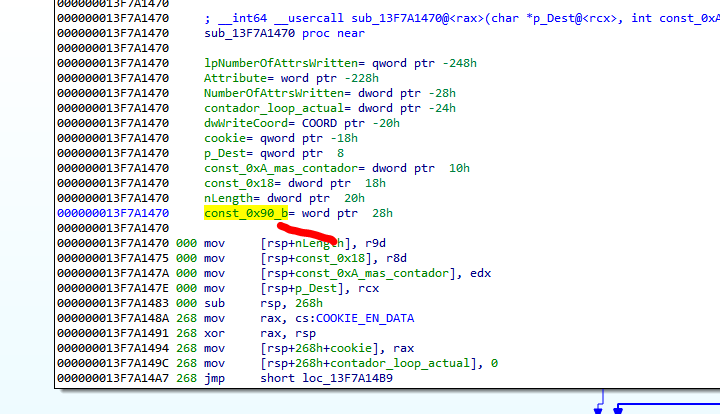 000000013F7A1470
000000013F7A1470 ; __int64 __usercall sub_13F7A1470@<rax>(char *p_Dest@<rcx>, int const_0xA
000000013F7A1470 sub_13F7A1470 proc near
000000013F7A1470
000000013F7A1470 lpNumberOfAttrsWritten= qword ptr -248h
000000013F7A1470 Attribute= word ptr -228h
000000013F7A1470 NumberOfAttrsWritten= dword ptr -28h
000000013F7A1470 contador_loop_actual= dword ptr -24h
000000013F7A1470 dwWriteCoord= COORD ptr -20h
000000013F7A1470 cookie= qword ptr -18h
000000013F7A1470 p_Dest= qword ptr  8
000000013F7A1470 const_0xA_mas_contador= dword ptr  10h
000000013F7A1470 const_0x18= dword ptr  18h
000000013F7A1470 nLength= dword ptr  20h
000000013F7A1470 const_0x90_b= word ptr  28h
000000013F7A1470
000000013F7A1470 000 mov     [rsp+nLength], r9d
000000013F7A1475 000 mov     [rsp+const_0x18], r8d
000000013F7A147A 000 mov     [rsp+const_0xA_mas_contador], edx
000000013F7A147E 000 mov     [rsp+p_Dest], rcx
000000013F7A1483 000 sub     rsp, 268h
000000013F7A148A 268 mov     rax, cs:COOKIE_EN_DATA
000000013F7A1491 268 xor     rax, rsp
000000013F7A1494 268 mov     [rsp+268h+cookie], rax
000000013F7A149C 268 mov     [rsp+268h+contador_loop_actual], 0
000000013F7A14A7 268 jmp     short loc_13F7A14B9